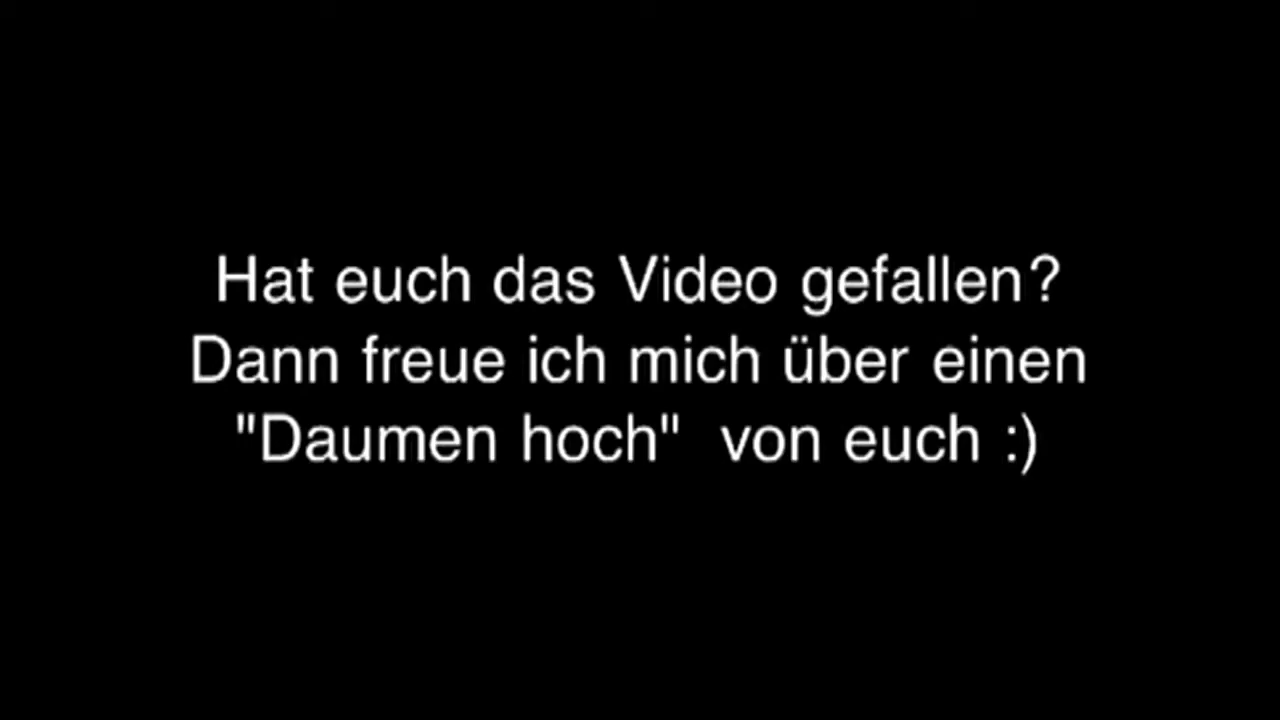 Hat euch das Video gefallen?
Dann freue ich mich über einen
"Daumen hoch"  von euch :)